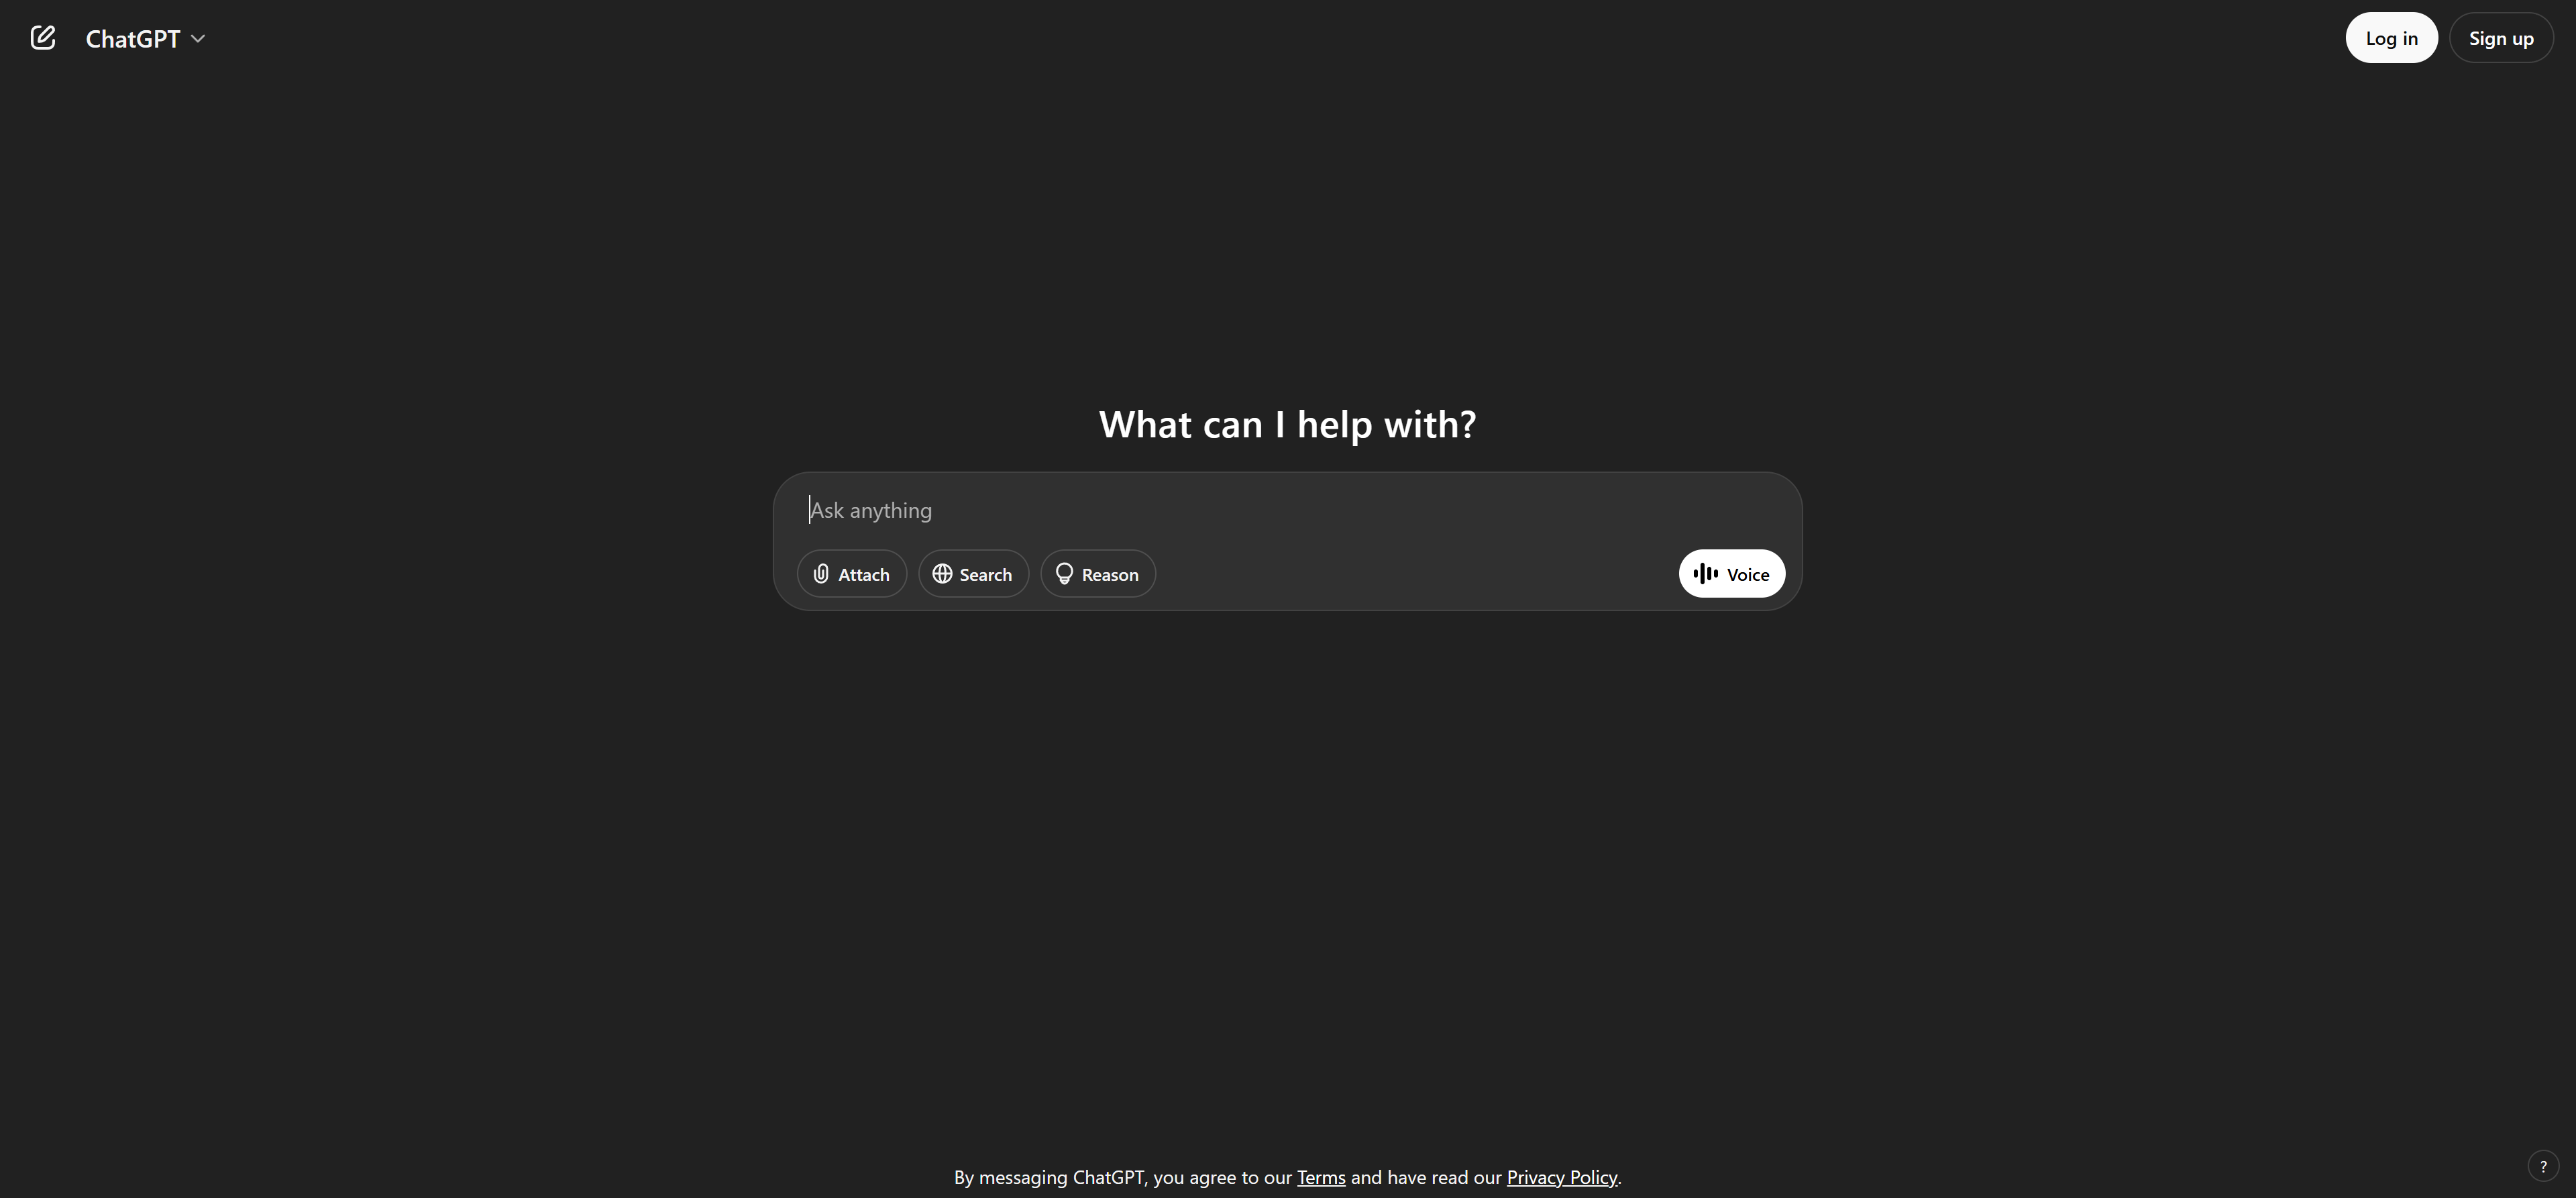 ChatGPT
Log in
Sign up
What can I help with?
Ask anything
Attach
Search
Reason
Voice
By messaging ChatGPT, you agree to our Terms and have read our Privacy Policy.
?